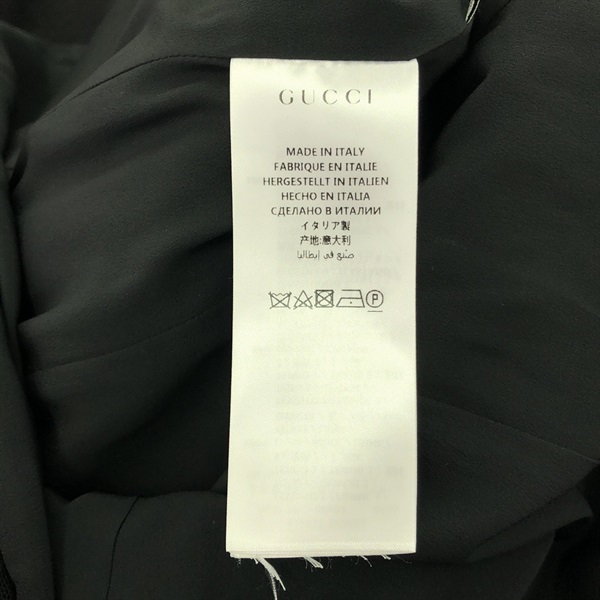 GUCCI
MADE IN ITALY
FABRIQUE EN ITALIE
HERGESTELLT IN ITALIEN
HECHO EN ITALIA
СДЕЛАНО В ИТАЛИИ
イタリア製
产地:意大利
صنع في إيطاليا
P